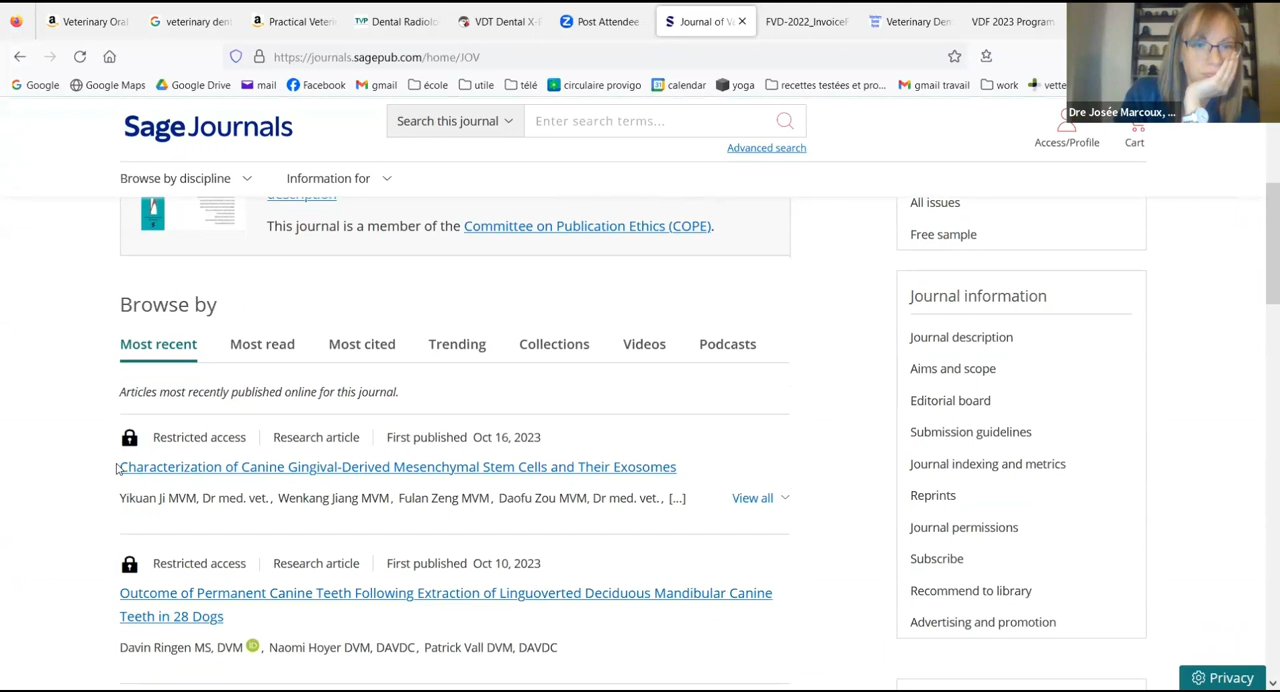 Veterinary Oral
veterinary dent
Practical Veteri
Dental Radiolo
VDT Dental X-
Post Attendee
Journal of V
FVD-2022_InvoiceF
Veterinary Den
VDF 2023 Program
https://journals.sagepub.com/home/JOV
Google
Google Maps
Google Drive
mail
Facebook
gmail
école
utile
télé
circulaire provigo
calendar
yoga
recettes testées et pro...
gmail travail
work
vette
Dre Josée Marcoux, ...
Sage Journals
Search this journal
Enter search terms...
Advanced search
Access/Profile
Cart
Browse by discipline
Information for
description
This journal is a member of the Committee on Publication Ethics (COPE).
All issues
Free sample
Browse by
Most recent
Most read
Most cited
Trending
Collections
Videos
Podcasts
Articles most recently published online for this journal.
Restricted access
Research article
First published Oct 16, 2023
Characterization of Canine Gingival-Derived Mesenchymal Stem Cells and Their Exosomes
Yikuan Ji MVM, Dr med. vet., Wenkang Jiang MVM, Fulan Zeng MVM, Daofu Zou MVM, Dr med. vet., [...]
View all
Restricted access
Research article
First published Oct 10, 2023
Outcome of Permanent Canine Teeth Following Extraction of Linguoverted Deciduous Mandibular Canine
Teeth in 28 Dogs
Davin Ringen MS, DVM, Naomi Hoyer DVM, DAVDC, Patrick Vall DVM, DAVDC
Journal information
Journal description
Aims and scope
Editorial board
Submission guidelines
Journal indexing and metrics
Reprints
Journal permissions
Subscribe
Recommend to library
Advertising and promotion
Privacy